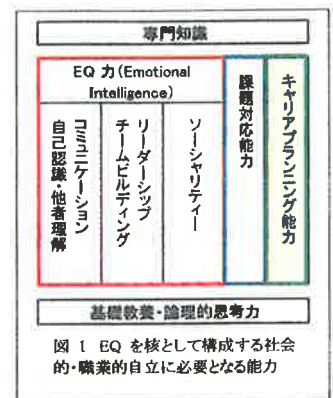 専門知識
EQ 力(Emotional
Intelligence)
自己認識・他者理解
コミュニケーション
チームビルディング
リーダーシップ
ソーシャリティー
課題対応能力
キャリアプランニング能力
基礎教養・論理的思考力
図 1 EQ を核として構成する社会
的・職業的自立に必要となる能力